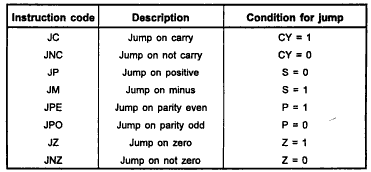 Instruction code Description Condition for jump
JC Jump on carry CY = 1
JNC Jump on not carry CY = 0
JP Jump on positive S = 0
JM Jump on minus S = 1
JPE Jump on parity even P = 1
JPO Jump on parity odd P = 0
JZ Jump on zero Z = 1
JNZ Jump on not zero Z = 0